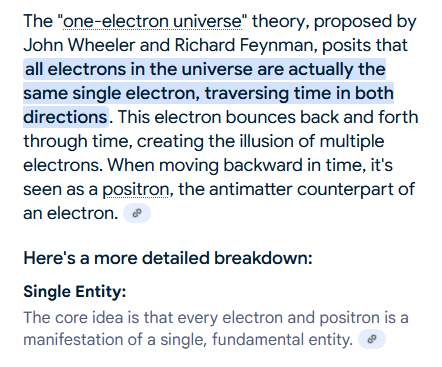 The "one-electron universe" theory, proposed by
John Wheeler and Richard Feynman, posits that
all electrons in the universe are actually the
same single electron, traversing time in both
directions. This electron bounces back and forth
through time, creating the illusion of multiple
electrons. When moving backward in time, it's
seen as a positron, the antimatter counterpart of
an electron.
Here's a more detailed breakdown:
Single Entity:
The core idea is that every electron and positron is a
manifestation of a single, fundamental entity.